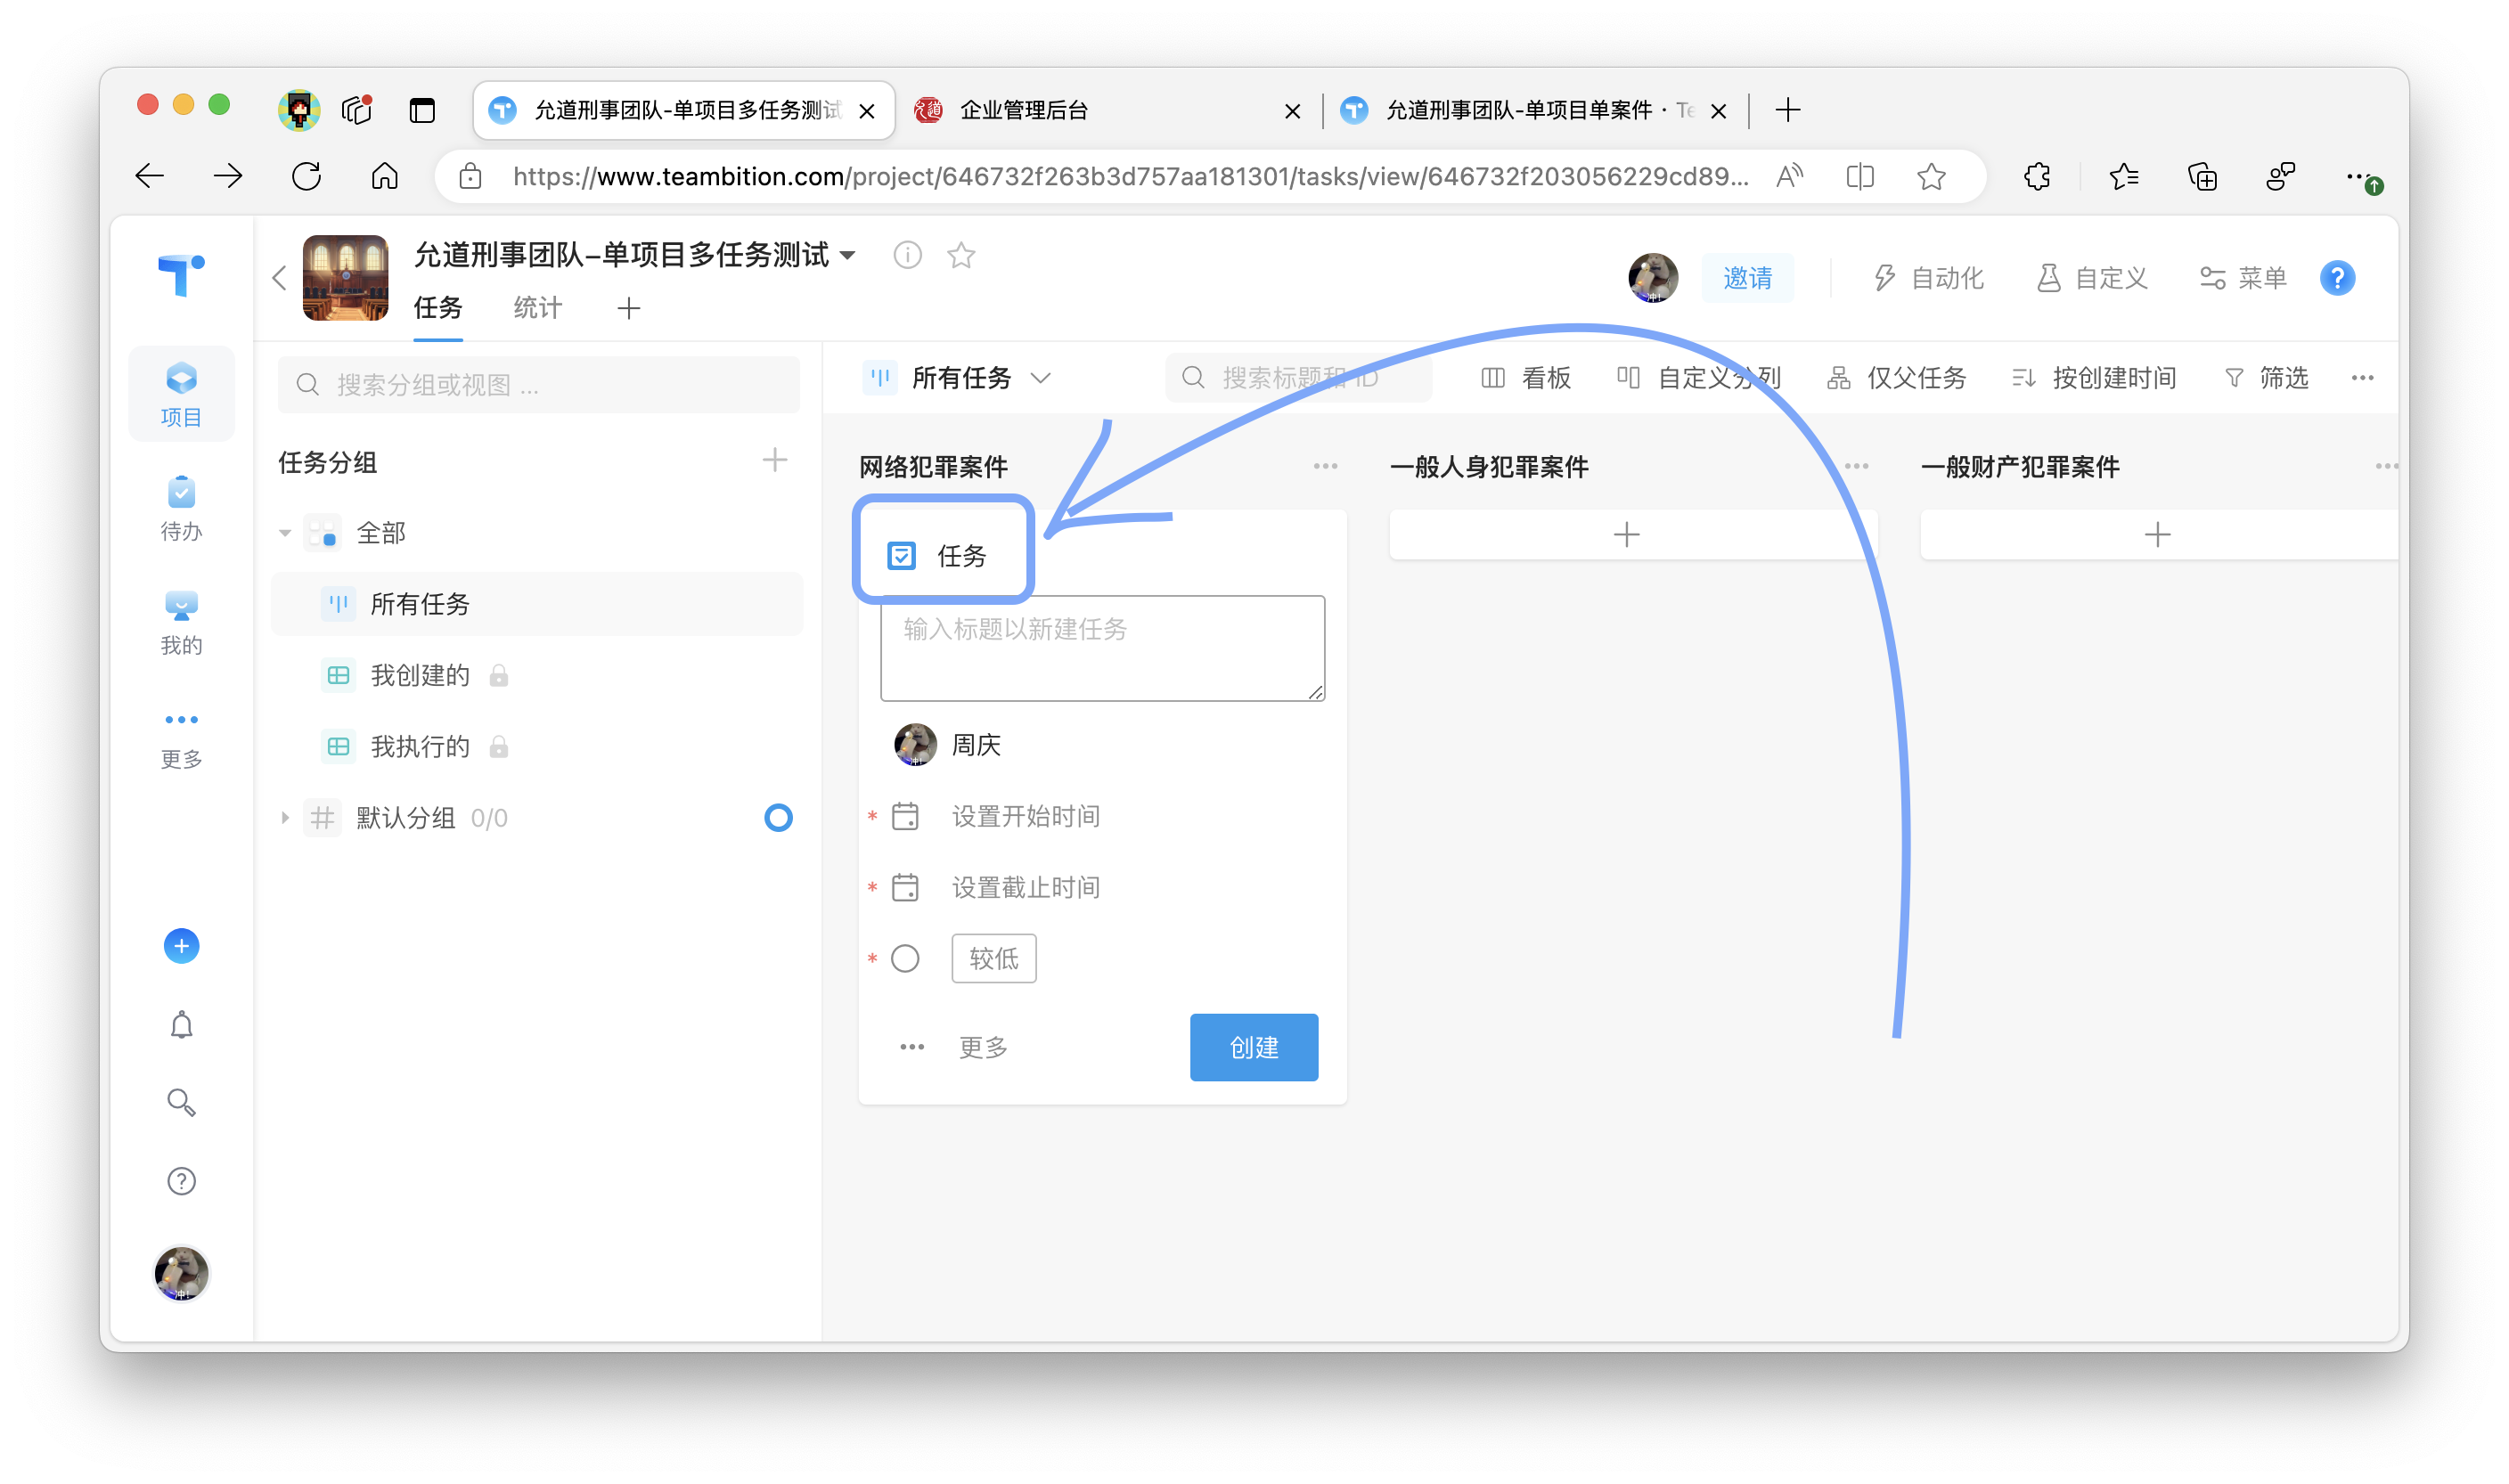 允道刑事团队-单项目多任务测试
企业管理后台
允道刑事团队-单项目单案件 · Te
https://www.teambition.com/project/646732f263b3d757aa181301/tasks/view/646732f203056229cd89...
允道刑事团队-单项目多任务测试
任务
统计
邀请
自动化
自定义
菜单
项目
待办
我的
更多
搜索分组或视图 ...
任务分组
全部
所有任务
我创建的
我执行的
默认分组 0/0
所有任务
搜索标题和 ID
看板
自定义分列
仅父任务
按创建时间
筛选
网络犯罪案件
一般人身犯罪案件
一般财产犯罪案件
任务
输入标题以新建任务
周庆
* 设置开始时间
* 设置截止时间
* 较低
更多
创建
冲!